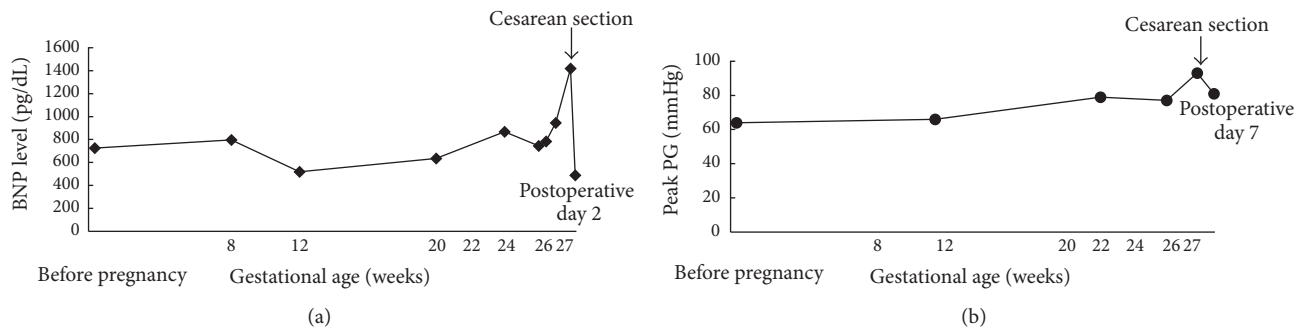 Cesarean section
1600
1400
1200
1000
800
600
400
200
0
BNP level (pg/dL)
Postoperative
day 2
8 12 20 22 24 26 27
Before pregnancy Gestational age (weeks)
(a)
Cesarean section
100
80
60
40
20
0
Peak PG (mmHg)
Postoperative
day 7
8 12 20 22 24 26 27
Before pregnancy Gestational age (weeks)
(b)